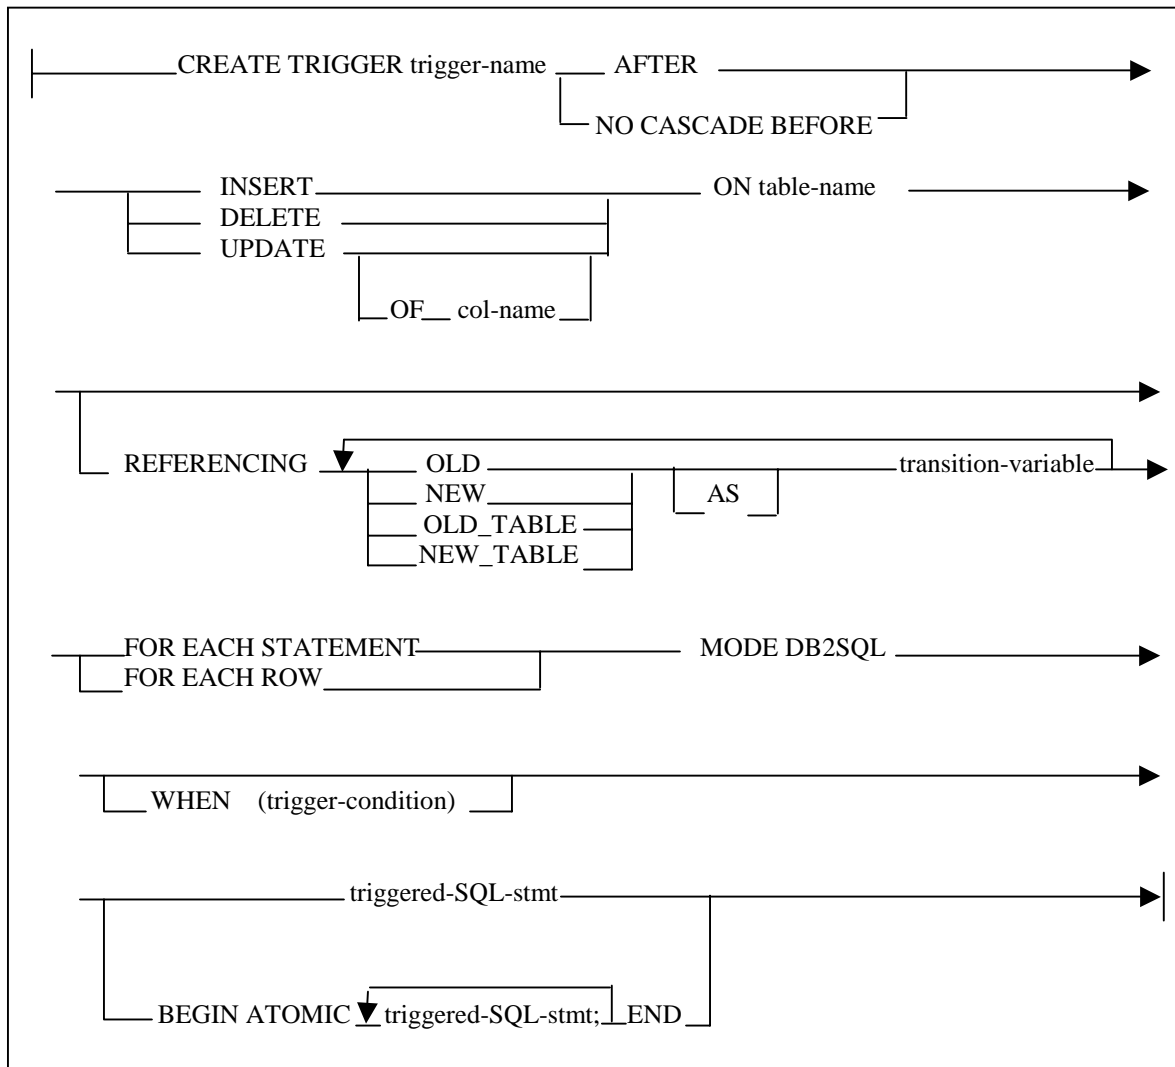 CREATE TRIGGER trigger-name AFTER
NO CASCADE BEFORE
INSERT ON table-name
DELETE
UPDATE
OF col-name
REFERENCING OLD transition-variable
NEW AS
OLD_TABLE
NEW_TABLE
FOR EACH STATEMENT MODE DB2SQL
FOR EACH ROW
WHEN (trigger-condition)
triggered-SQL-stmt
BEGIN ATOMIC triggered-SQL-stmt; END